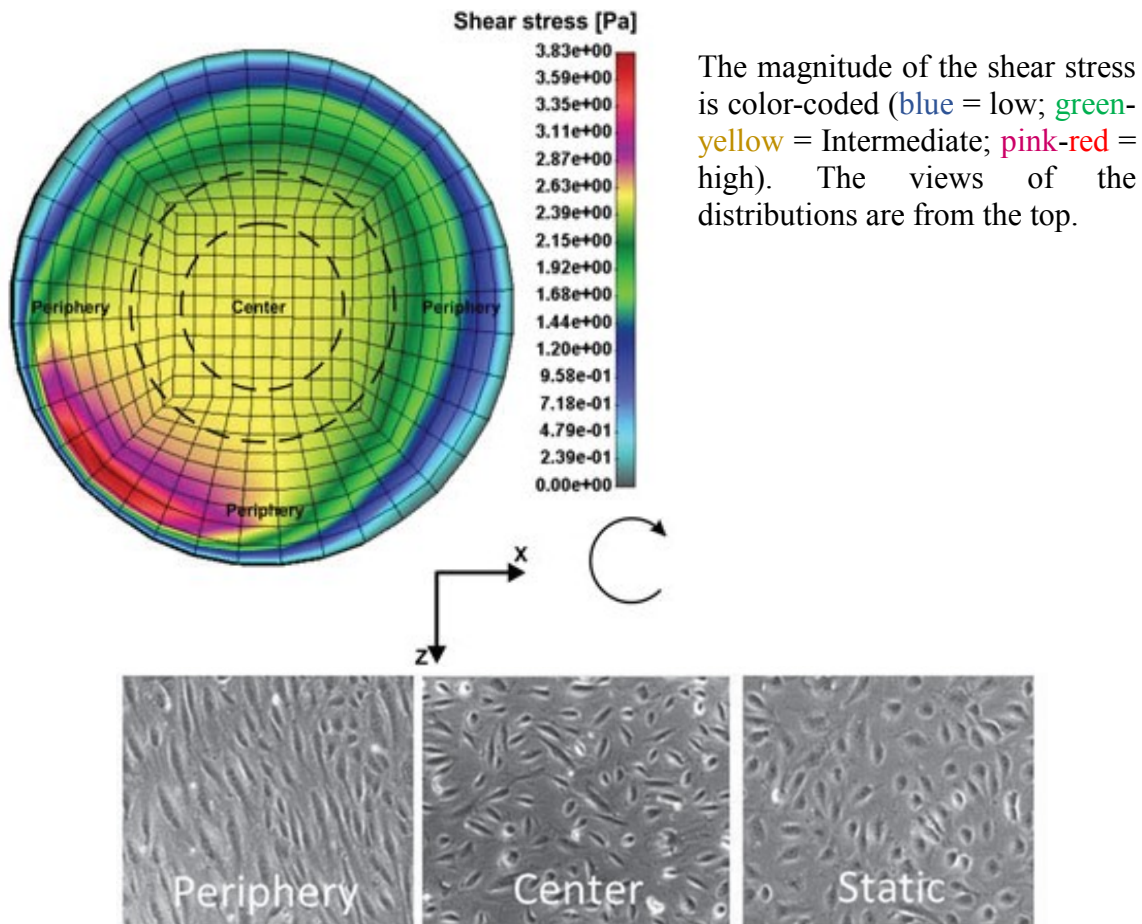 Shear stress [Pa]
3.83e+00
3.59e+00
3.35e+00
3.11e+00
2.87e+00
2.63e+00
2.39e+00
2.15e+00
1.92e+00
1.68e+00
1.44e+00
1.20e+00
9.58e-01
7.18e-01
4.79e-01
2.39e-01
0.00e+00
The magnitude of the shear stress
is color-coded (blue = low; green-
yellow = Intermediate; pink-red =
high). The views of the
distributions are from the top.
Periphery Center Periphery
Periphery
X
Z
Periphery Center Static